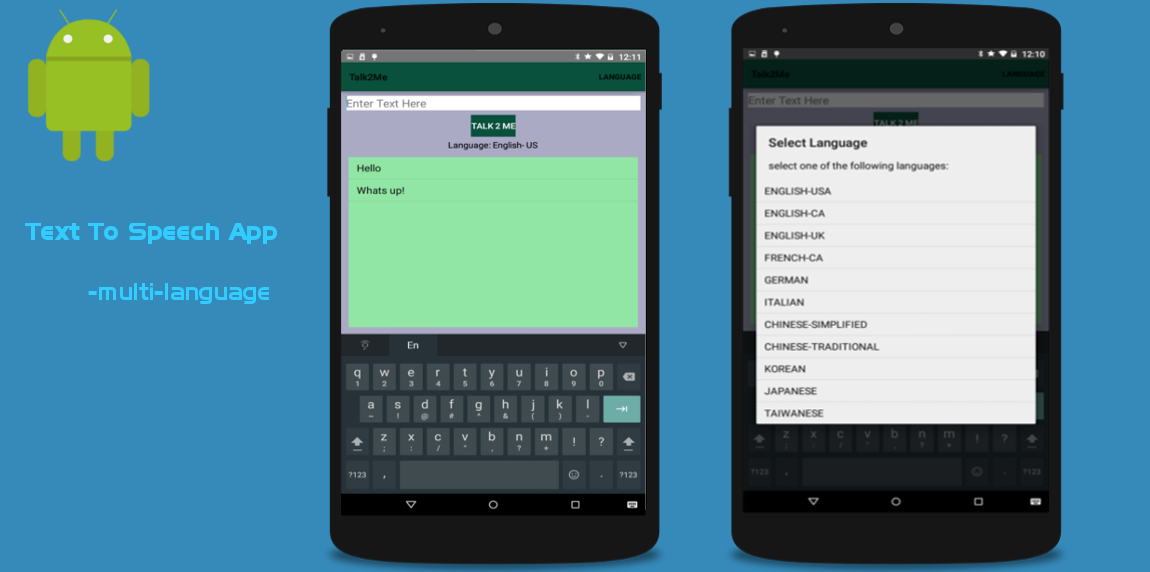 Text To Speech App
-multi-language
12:11
Talk2Me
LANGUAGE
Enter Text Here
TALK 2 ME
Language: English- US
Hello
Whats up!
En
q w e r t y u i o p
1 2 3 4 5 6 7 8 9 0
a s d f g h j k l
~ ! @ # * & ( ) -
z x c v b n m ! ?
; : / " , ? *
?123 , . ?123
12:10
Talk2Me
LANGUAGE
Enter Text Here
TALK 2 ME
Select Language
select one of the following languages:
ENGLISH-USA
ENGLISH-CA
ENGLISH-UK
FRENCH-CA
GERMAN
ITALIAN
CHINESE-SIMPLIFIED
CHINESE-TRADITIONAL
KOREAN
JAPANESE
TAIWANESE
z x c v b n m ! ?
?123 , . ?123